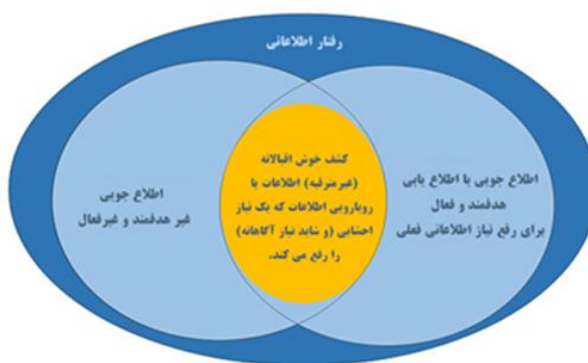 رفتار اطلاعاتی
کشف خوش اقبالانه
(غیرمترقبه) اطلاعات یا
رویارویی اطلاعات که یک نیاز
احتمالی (و شاید نیاز آگاهانه)
را رفع می کند.
اطلاع جویی یا اطلاع یابی
هدفمند و فعال
برای رفع نیاز اطلاعاتی فعلی
اطلاع جویی
غیر هدفمند و غیرفعال